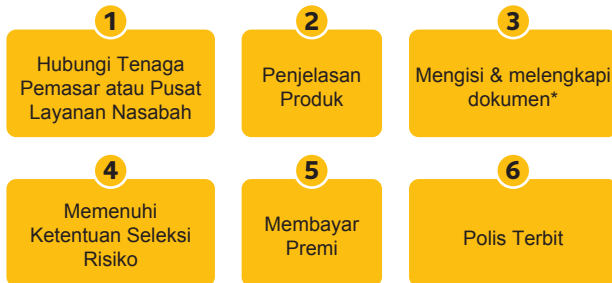 1
Hubungi Tenaga
Pemasar atau Pusat
Layanan Nasabah
2
Penjelasan
Produk
3
Mengisi & melengkapi
dokumen*
4
Memenuhi
Ketentuan Seleksi
Risiko
5
Membayar
Premi
6
Polis Terbit